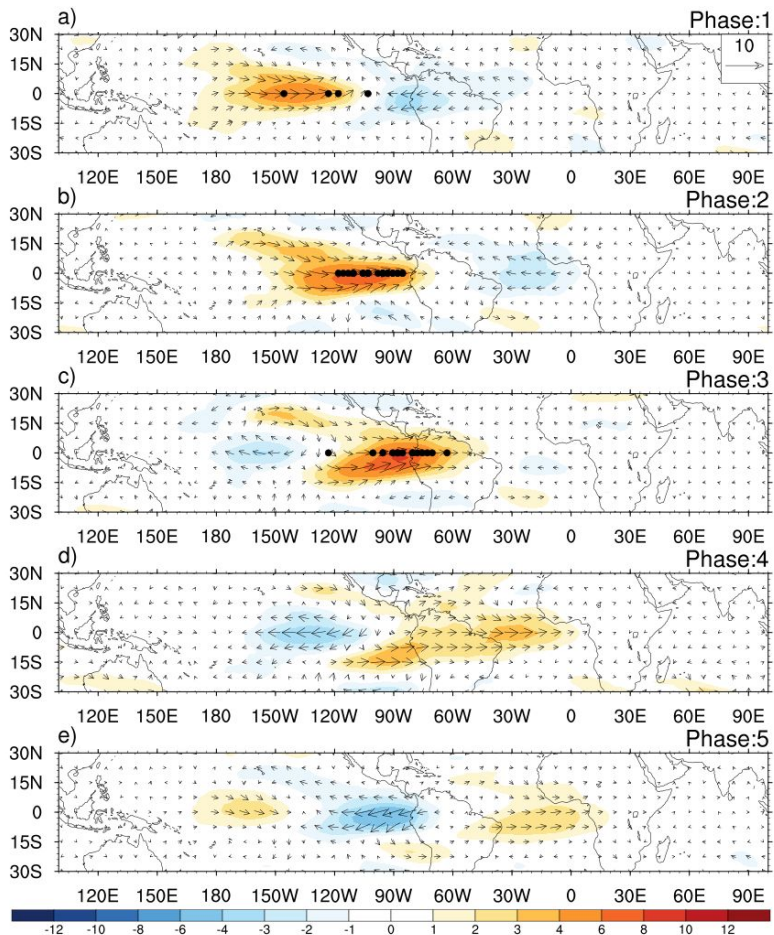 a) Phase:1
30N
15N
0
15S
30S
10
120E 150E 180 150W 120W 90W 60W 30W 0 30E 60E 90E
b) Phase:2
30N
15N
0
15S
30S
120E 150E 180 150W 120W 90W 60W 30W 0 30E 60E 90E
c) Phase:3
30N
15N
0
15S
30S
120E 150E 180 150W 120W 90W 60W 30W 0 30E 60E 90E
d) Phase:4
30N
15N
0
15S
30S
120E 150E 180 150W 120W 90W 60W 30W 0 30E 60E 90E
e) Phase:5
30N
15N
0
15S
30S
120E 150E 180 150W 120W 90W 60W 30W 0 30E 60E 90E
-12 -10 -8 -6 -4 -3 -2 -1 0 1 2 3 4 6 8 10 12